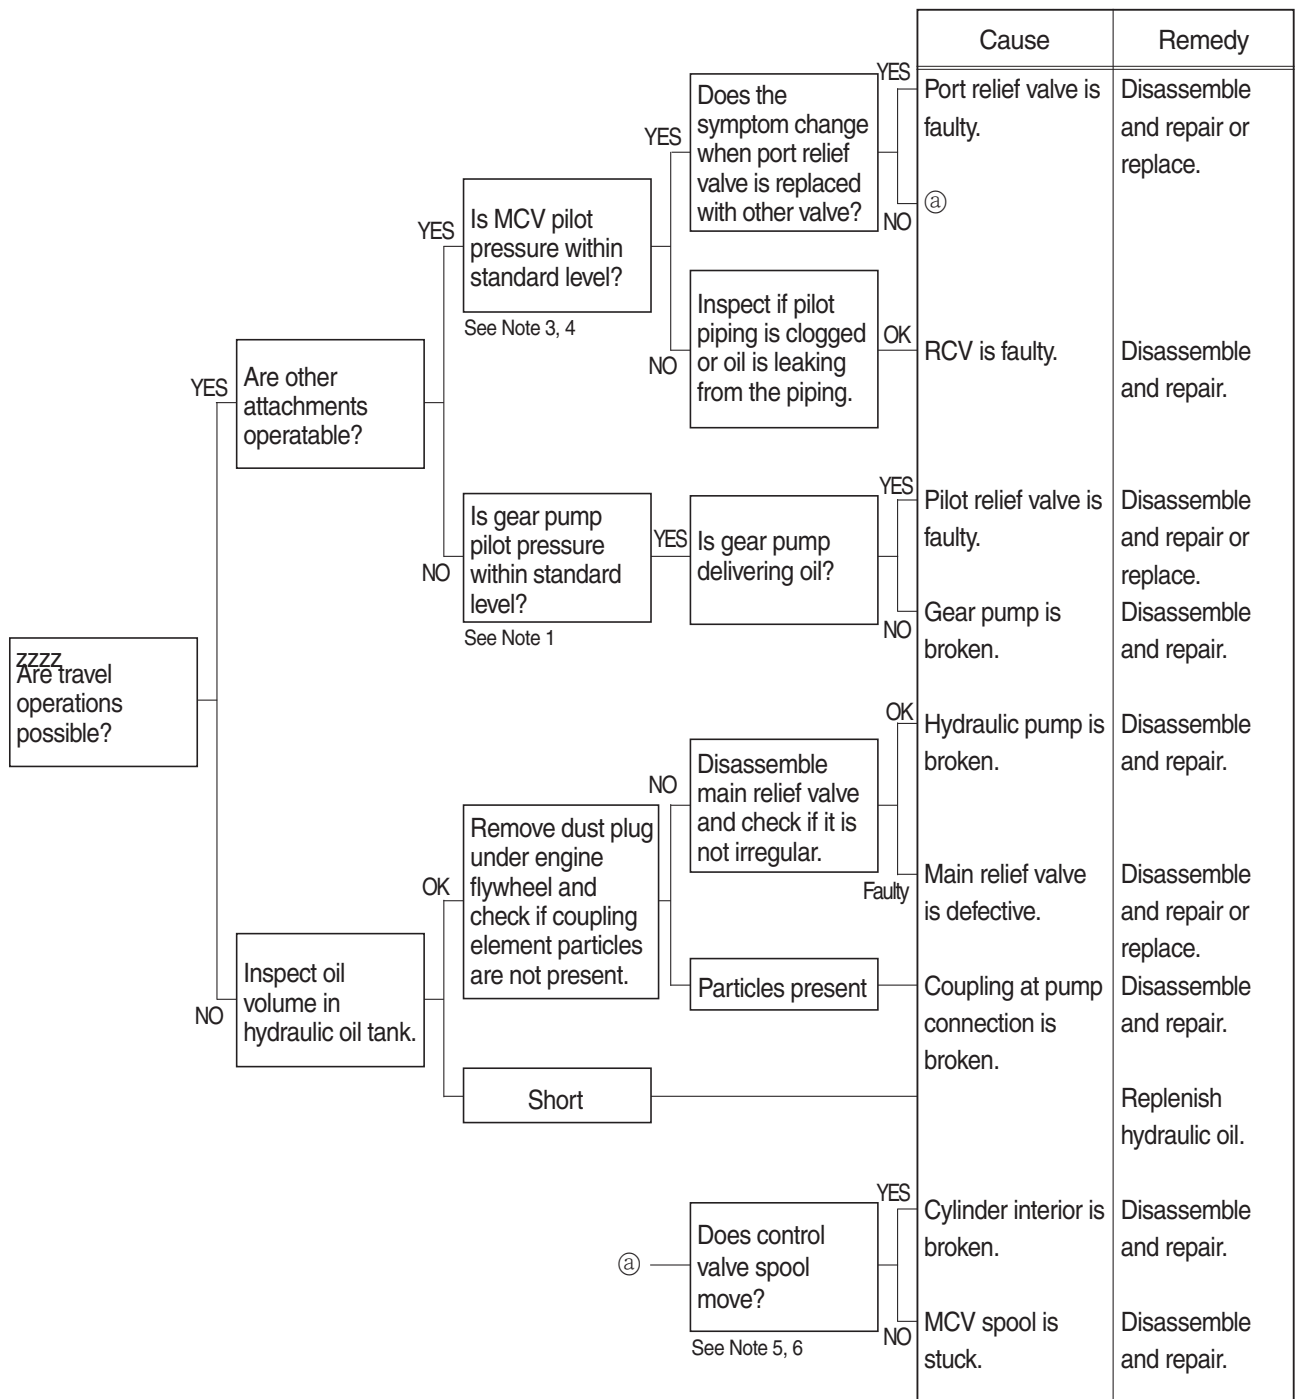 Cause
Remedy
zzzz
Are travel
operations
possible?
YES
Are other
attachments
operatable?
YES
Is MCV pilot
pressure within
standard level?
See Note 3, 4
YES
Does the
symptom change
when port relief
valve is replaced
with other valve?
YES
Port relief valve is
faulty.
Disassemble
and repair or
replace.
NO
ⓐ
NO
Inspect if pilot
piping is clogged
or oil is leaking
from the piping.
OK
RCV is faulty.
Disassemble
and repair.
NO
Is gear pump
pilot pressure
within standard
level?
See Note 1
YES
Is gear pump
delivering oil?
YES
Pilot relief valve is
faulty.
Disassemble
and repair or
replace.
NO
Gear pump is
broken.
Disassemble
and repair.
NO
Inspect oil
volume in
hydraulic oil tank.
OK
Remove dust plug
under engine
flywheel and
check if coupling
element particles
are not present.
NO
Disassemble
main relief valve
and check if it is
not irregular.
OK
Hydraulic pump is
broken.
Disassemble
and repair.
Faulty
Main relief valve
is defective.
Disassemble
and repair or
replace.
Particles present
Coupling at pump
connection is
broken.
Disassemble
and repair.
Short
Replenish
hydraulic oil.
ⓐ
Does control
valve spool
move?
See Note 5, 6
YES
Cylinder interior is
broken.
Disassemble
and repair.
NO
MCV spool is
stuck.
Disassemble
and repair.